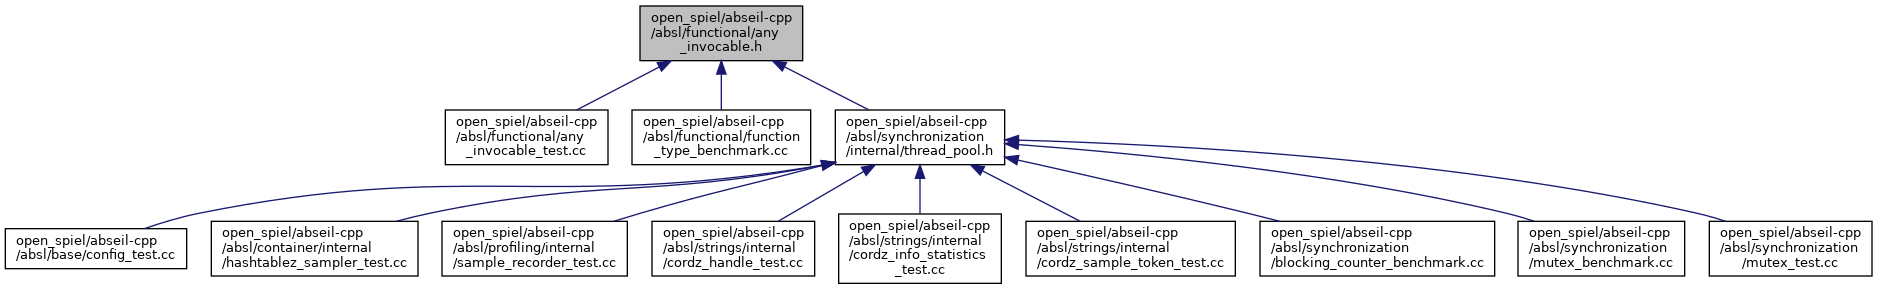 open_spiel/abseil-cpp
/absl/functional/any
_invocable.h
open_spiel/abseil-cpp
/absl/functional/any
_invocable_test.cc
open_spiel/abseil-cpp
/absl/functional/function
_type_benchmark.cc
open_spiel/abseil-cpp
/absl/synchronization
/internal/thread_pool.h
open_spiel/abseil-cpp
/absl/base/config_test.cc
open_spiel/abseil-cpp
/absl/container/internal
/hashtablez_sampler_test.cc
open_spiel/abseil-cpp
/absl/profiling/internal
/sample_recorder_test.cc
open_spiel/abseil-cpp
/absl/strings/internal
/cordz_handle_test.cc
open_spiel/abseil-cpp
/absl/strings/internal
/cordz_info_statistics
_test.cc
open_spiel/abseil-cpp
/absl/strings/internal
/cordz_sample_token_test.cc
open_spiel/abseil-cpp
/absl/synchronization
/blocking_counter_benchmark.cc
open_spiel/abseil-cpp
/absl/synchronization
/mutex_benchmark.cc
open_spiel/abseil-cpp
/absl/synchronization
/mutex_test.cc